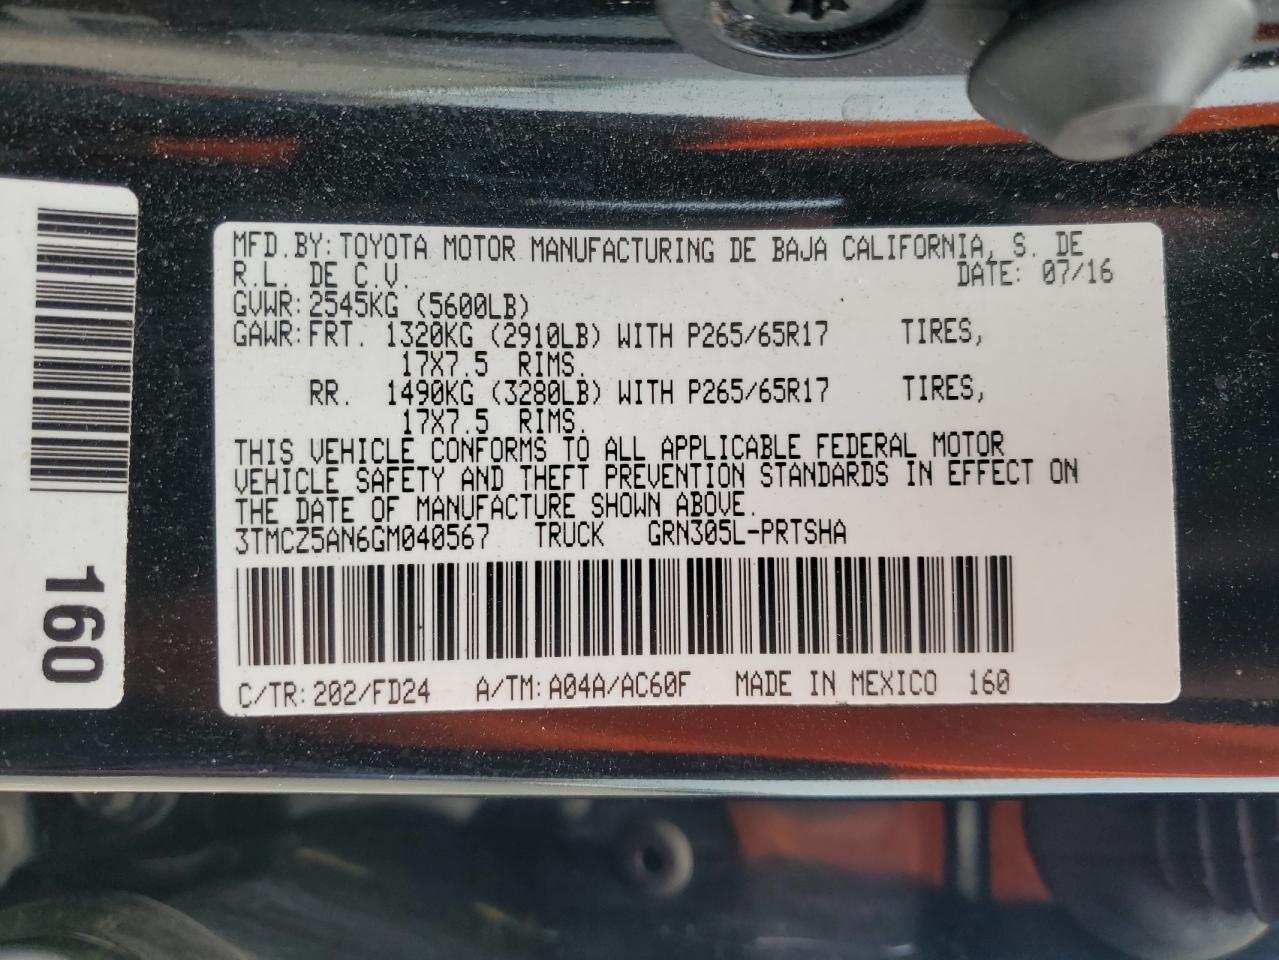 MFD.BY: TOYOTA MOTOR MANUFACTURING DE BAJA CALIFORNIA, S. DE
R.L. DE C.V. DATE: 07/16
GVWR: 2545KG (5600LB)
GAWR: FRT. 1320KG (2910LB) WITH P265/65R17 TIRES,
17X7.5 RIMS.
RR. 1490KG (3280LB) WITH P265/65R17 TIRES,
17X7.5 RIMS.
THIS VEHICLE CONFORMS TO ALL APPLICABLE FEDERAL MOTOR
VEHICLE SAFETY AND THEFT PREVENTION STANDARDS IN EFFECT ON
THE DATE OF MANUFACTURE SHOWN ABOVE.
3TMCZ5AN6GM040567 TRUCK GRN305L-PRTSHA
C/TR: 202/FD24 A/TM: A04A/AC60F MADE IN MEXICO 160
160